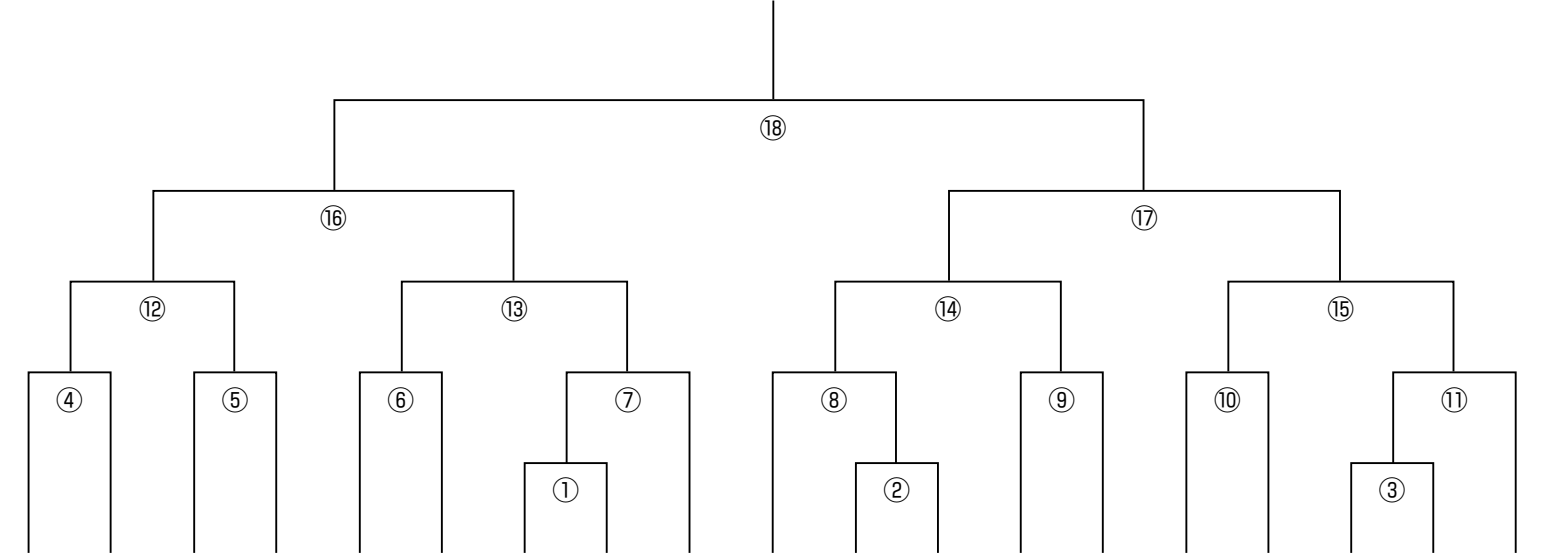 ⑱
⑯ ⑰
⑫ ⑬ ⑭ ⑮
④ ⑤ ⑥ ⑦ ⑧ ⑨ ⑩ ⑪
① ② ③